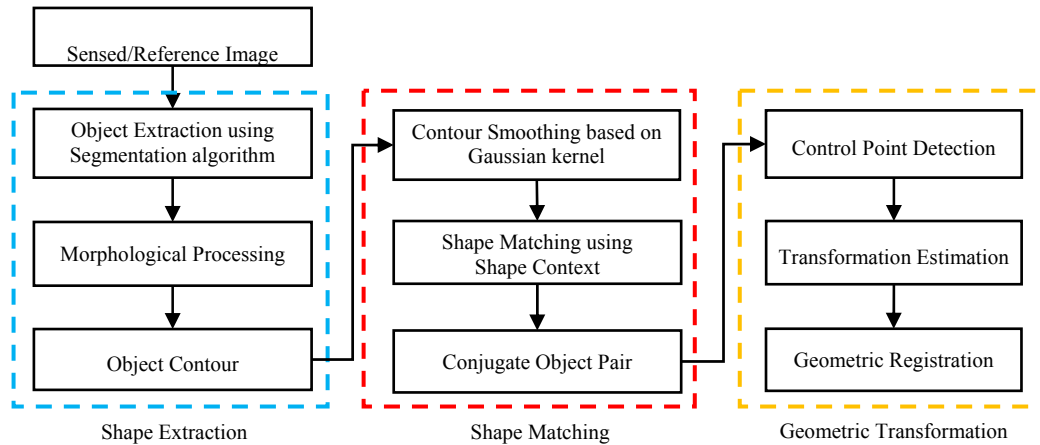 Sensed/Reference Image
Object Extraction using
Segmentation algorithm
Morphological Processing
Object Contour
Shape Extraction
Contour Smoothing based on
Gaussian kernel
Shape Matching using
Shape Context
Conjugate Object Pair
Shape Matching
Control Point Detection
Transformation Estimation
Geometric Registration
Geometric Transformation